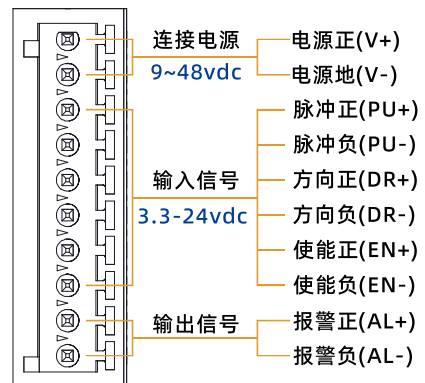 连接电源
9~48vdc
电源正(V+)
电源地(V-)
输入信号
3.3-24vdc
脉冲正(PU+)
脉冲负(PU-)
方向正(DR+)
方向负(DR-)
使能正(EN+)
使能负(EN-)
输出信号
报警正(AL+)
报警负(AL-)